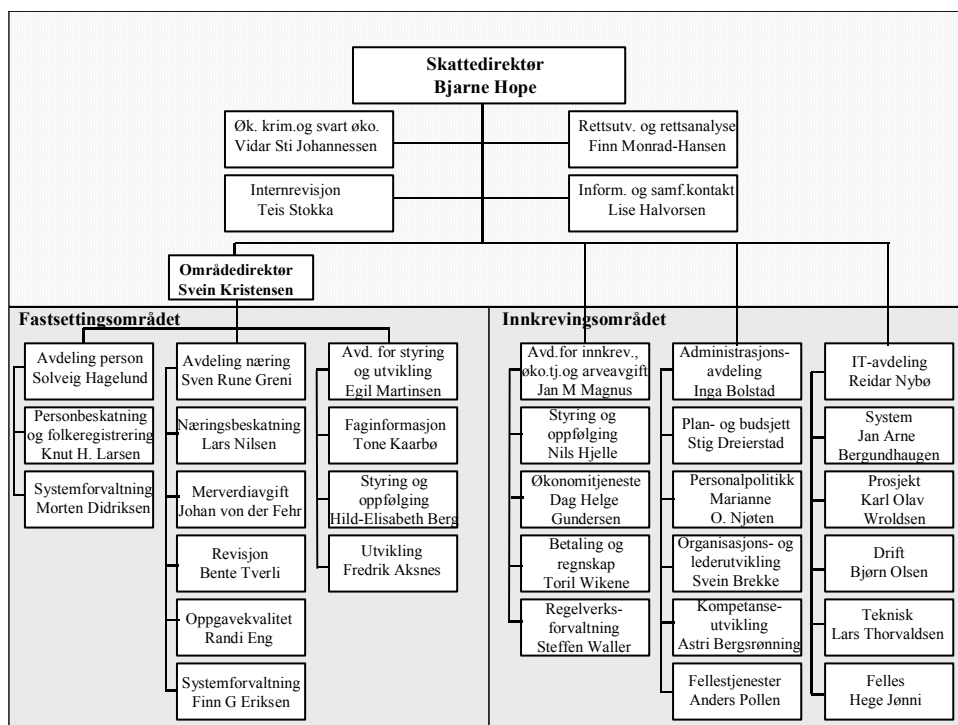 Skattedirektør
Bjarne Hope
Øk. krim.og svart øko.
Vidar Sti Johannessen
Rettsutv. og rettsanalyse
Finn Monrad-Hansen
Internrevisjon
Teis Stokka
Inform. og samf.kontakt
Lise Halvorsen
Områdedirektør
Svein Kristensen
Fastsettingsområdet
Avdeling person
Solveig Hagelund
Personbeskatning
og folkeregistrering
Knut H. Larsen
Systemforvaltning
Morten Didriksen
Avdeling næring
Sven Rune Greni
Næringsbeskatning
Lars Nilsen
Merverdiavgift
Johan von der Fehr
Revisjon
Bente Tverli
Oppgavekvalitet
Randi Eng
Systemforvaltning
Finn G Eriksen
Avd. for styring
og utvikling
Egil Martinsen
Faginformasjon
Tone Kaarbø
Styring og
oppfølging
Hild-Elisabeth Berg
Utvikling
Fredrik Aksnes
Innkrevingsområdet
Avd.for innkrev.,
øko.tj.og arveavgift
Jan M Magnus
Styring og
oppfølging
Nils Hjelle
Økonomitjeneste
Dag Helge
Gundersen
Betaling og
regnskap
Toril Wikene
Regelverks-
forvaltning
Steffen Waller
Administrasjons-
avdeling
Inga Bolstad
Plan- og budsjett
Stig Dreierstad
Personalpolitikk
Marianne
O. Njøten
Organisasjons- og
lederutvikling
Svein Brekke
Kompetanse-
utvikling
Astri Bergsrønning
Fellestjenester
Anders Pollen
IT-avdeling
Reidar Nybø
System
Jan Arne
Bergundhaugen
Prosjekt
Karl Olav
Wroldsen
Drift
Bjørn Olsen
Teknisk
Lars Thorvaldsen
Felles
Hege Jønni